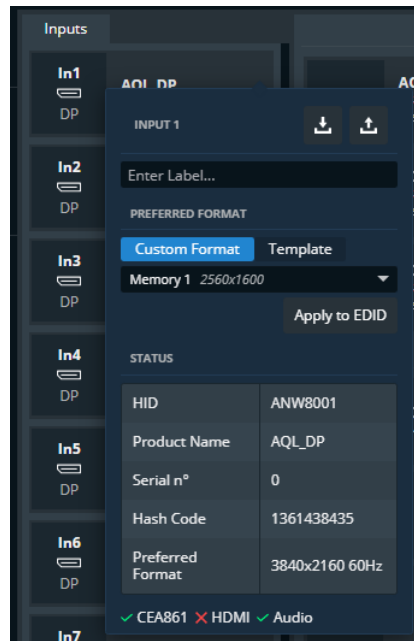 Inputs
In1
DP
AQL_DP
In2
DP
In3
DP
In4
DP
In5
DP
In6
DP
In7
INPUT 1
Enter Label...
PREFERRED FORMAT
Custom Format Template
Memory 1 2560x1600
Apply to EDID
STATUS
HID ANW8001
Product Name AQL_DP
Serial n° 0
Hash Code 1361438435
Preferred
Format 3840x2160 60Hz
CEA861 HDMI Audio